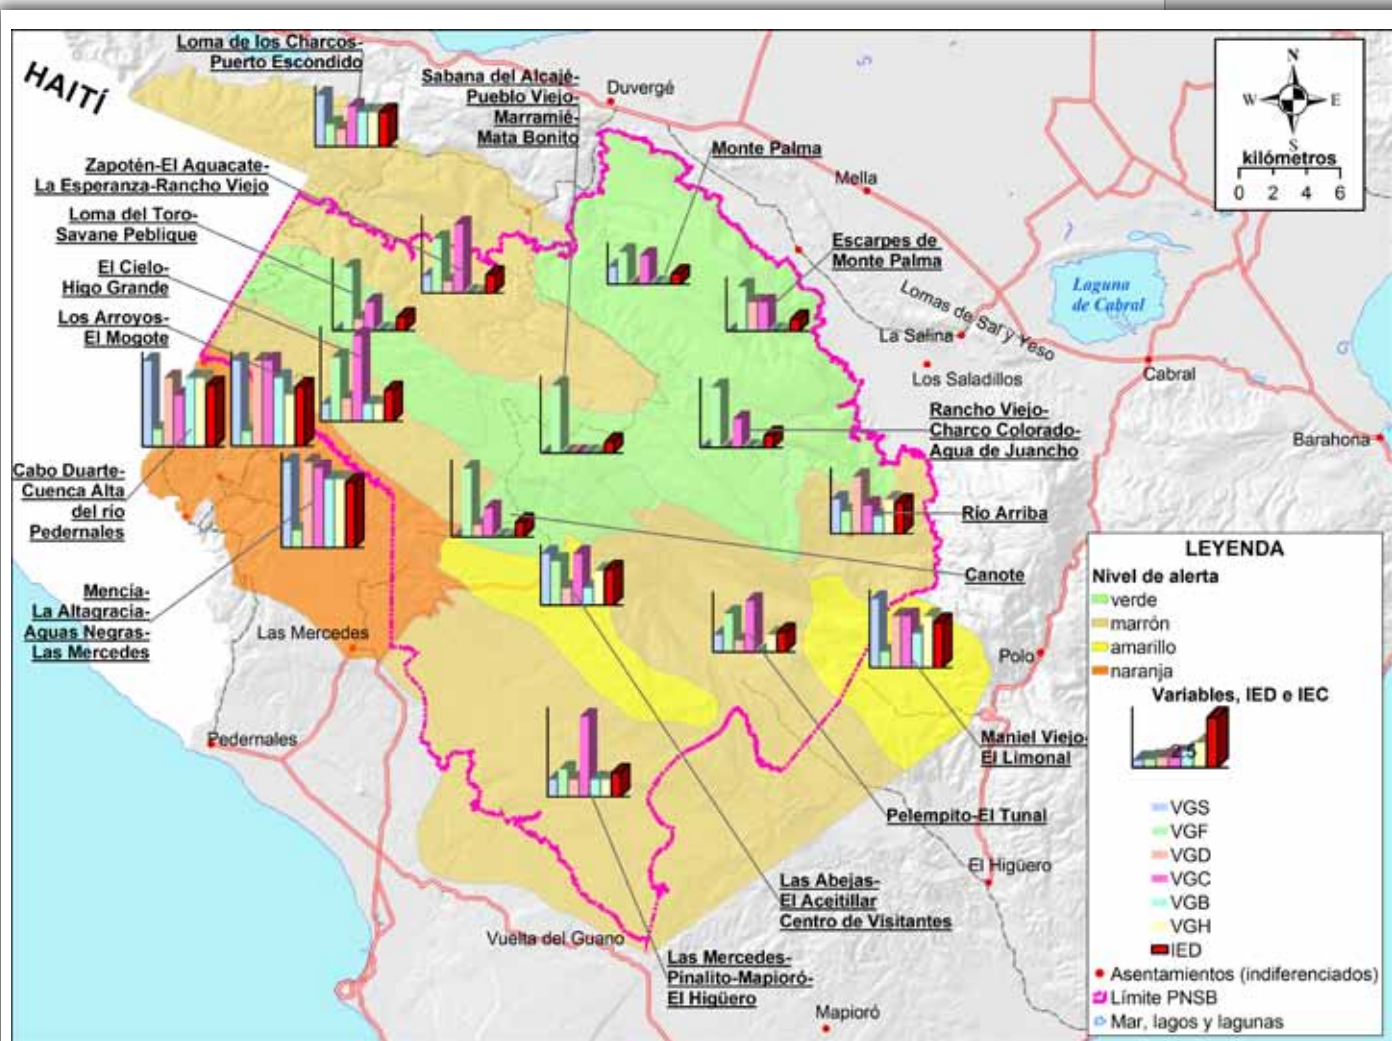 HAITÍ
Loma de los Charcos-
Puerto Escondido
Sabana del Alcajé-
Pueblo Viejo-
Marramié-
Mata Bonito
Duvergé
Zapotén-El Aguacate-
La Esperanza-Rancho Viejo
Monte Palma
Mella
Loma del Toro-
Savane Peblique
Escarpes de
Monte Palma
El Cielo-
Higo Grande
Los Arroyos-
El Mogote
Lomas de Sal y Yeso
Laguna
de Cabral
La Salina
Los Saladillos
Cabral
Rancho Viejo-
Charco Colorado-
Agua de Juancho
Barahona
Cabo Duarte-
Cuenca Alta
del río
Pedernales
Río Arriba
Canote
Mencía-
La Altagracia-
Aguas Negras-
Las Mercedes
Las Mercedes
Polo
Pedernales
Maniel Viejo-
El Limonal
Pelempito-El Tunal
El Higüero
Las Abejas-
El Aceitillar
Centro de Visitantes
Vuelta del Guano
Las Mercedes-
Pinalito-Mapioró-
El Higüero
Mapioró
N
W E
S
kilómetros
0 2 4 6
LEYENDA
Nivel de alerta
verde
marrón
amarillo
naranja
Variables, IED e IEC
2.5
VGS
VGF
VGD
VGC
VGB
VGH
IED
Asentamientos (indiferenciados)
Límite PNSB
Mar, lagos y lagunas